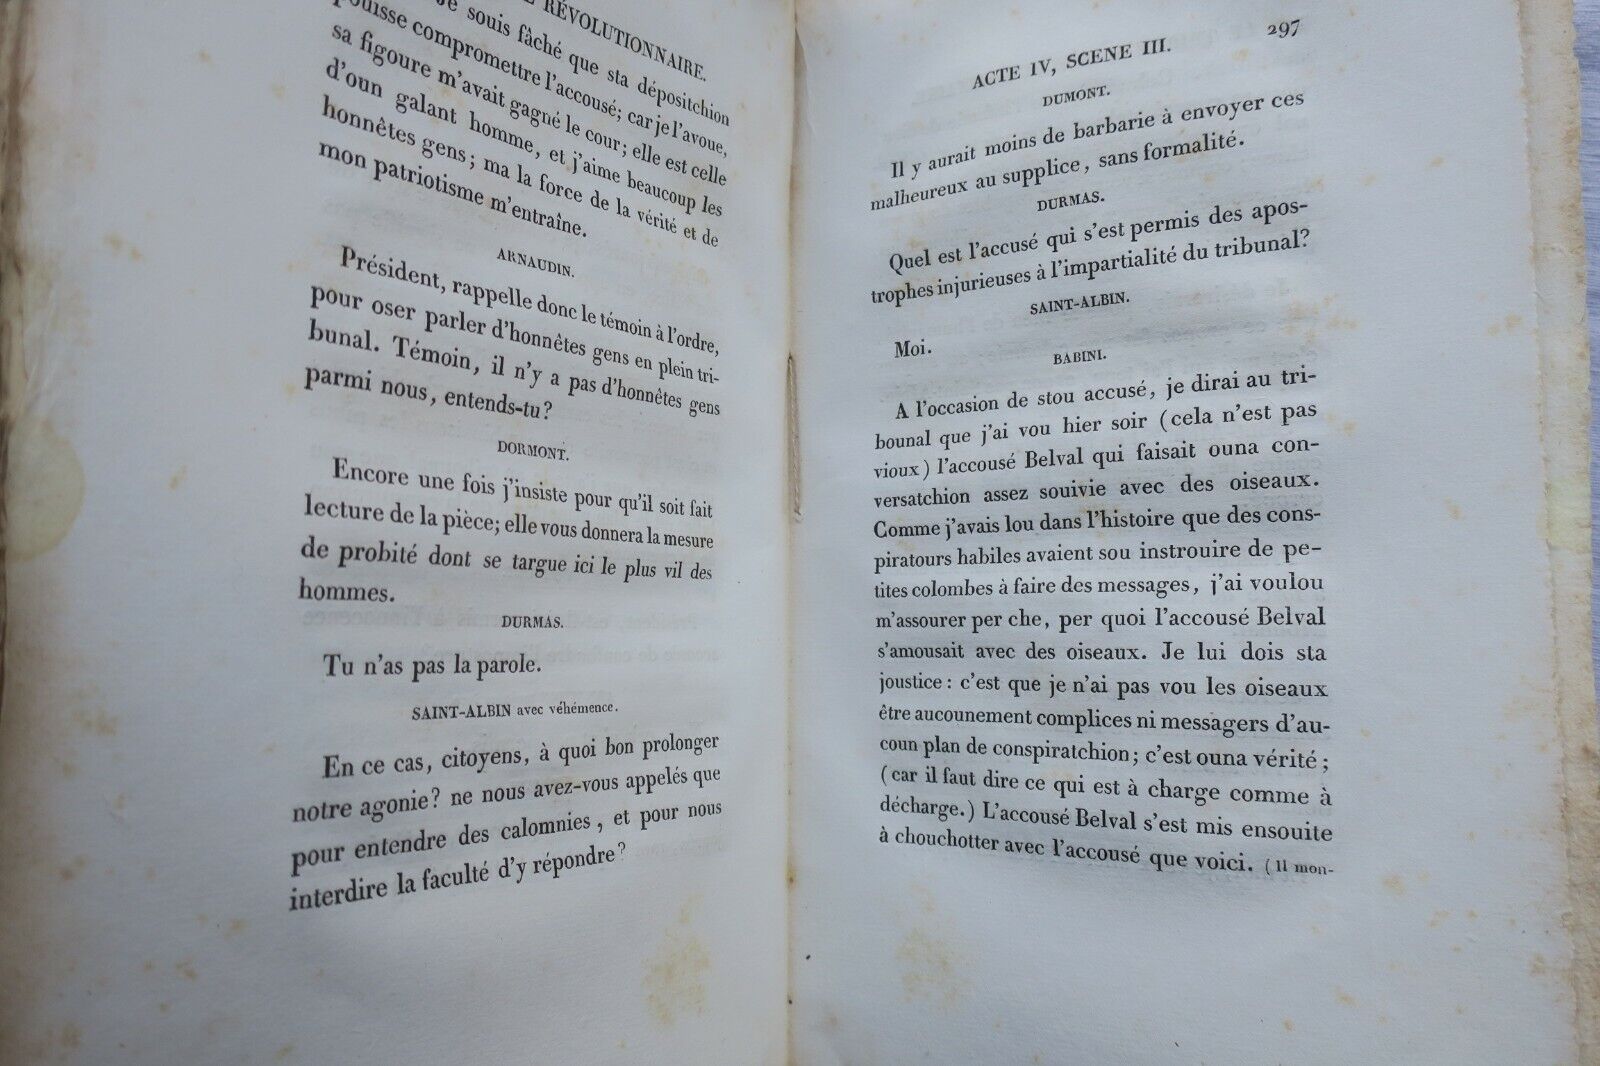 RÉVOLUTIONNAIRE.
je souis fâché que sta dépositchion
pouisse compromettre l'accousé; car je l'avoue,
sa figoure m'avait gagné le cour; elle est celle
d'oun galant homme, et j'aime beaucoup les
honnêtes gens; ma la force de la vérité et de
mon patriotisme m'entraîne.
ARNAUDIN.
Président, rappelle donc le témoin à l'ordre,
pour oser parler d'honnêtes gens en plein tri-
bunal. Témoin, il n'y a pas d'honnêtes gens
parmi nous, entends-tu?
DORMONT.
Encore une fois j'insiste pour qu'il soit fait
lecture de la pièce; elle vous donnera la mesure
de probité dont se targue ici le plus vil des
hommes.
DURMAS.
Tu n'as pas la parole.
SAINT-ALBIN avec véhémence.
En ce cas, citoyens, à quoi bon prolonger
notre agonie? ne nous avez-vous appelés que
pour entendre des calomnies, et pour nous
interdire la faculté d'y répondre?
ACTE IV, SCENE III. 297
DUMONT.
Il y aurait moins de barbarie à envoyer ces
malheureux au supplice, sans formalité.
DURMAS.
Quel est l'accusé qui s'est permis des apos-
trophes injurieuses à l'impartialité du tribunal?
SAINT-ALBIN.
Moi.
BABINI.
A l'occasion de stou accusé, je dirai au tri-
bounal que j'ai vou hier soir (cela n'est pas
vioux) l'accousé Belval qui faisait ouna con-
versatchion assez souivie avec des oiseaux.
Comme j'avais lou dans l'histoire que des cons-
piratours habiles avaient sou instrouire de pe-
tites colombes à faire des messages, j'ai voulou
m'assourer per che, per quoi l'accousé Belval
s'amousait avec des oiseaux. Je lui dois sta
joustice: c'est que je n'ai pas vou les oiseaux
être aucounement complices ni messagers d'au-
coun plan de conspiratchion; c'est ouna vérité;
(car il faut dire ce qui est à charge comme à
décharge.) L'accousé Belval s'est mis ensouite
à chouchotter avec l'accousé que voici. (Il mon-